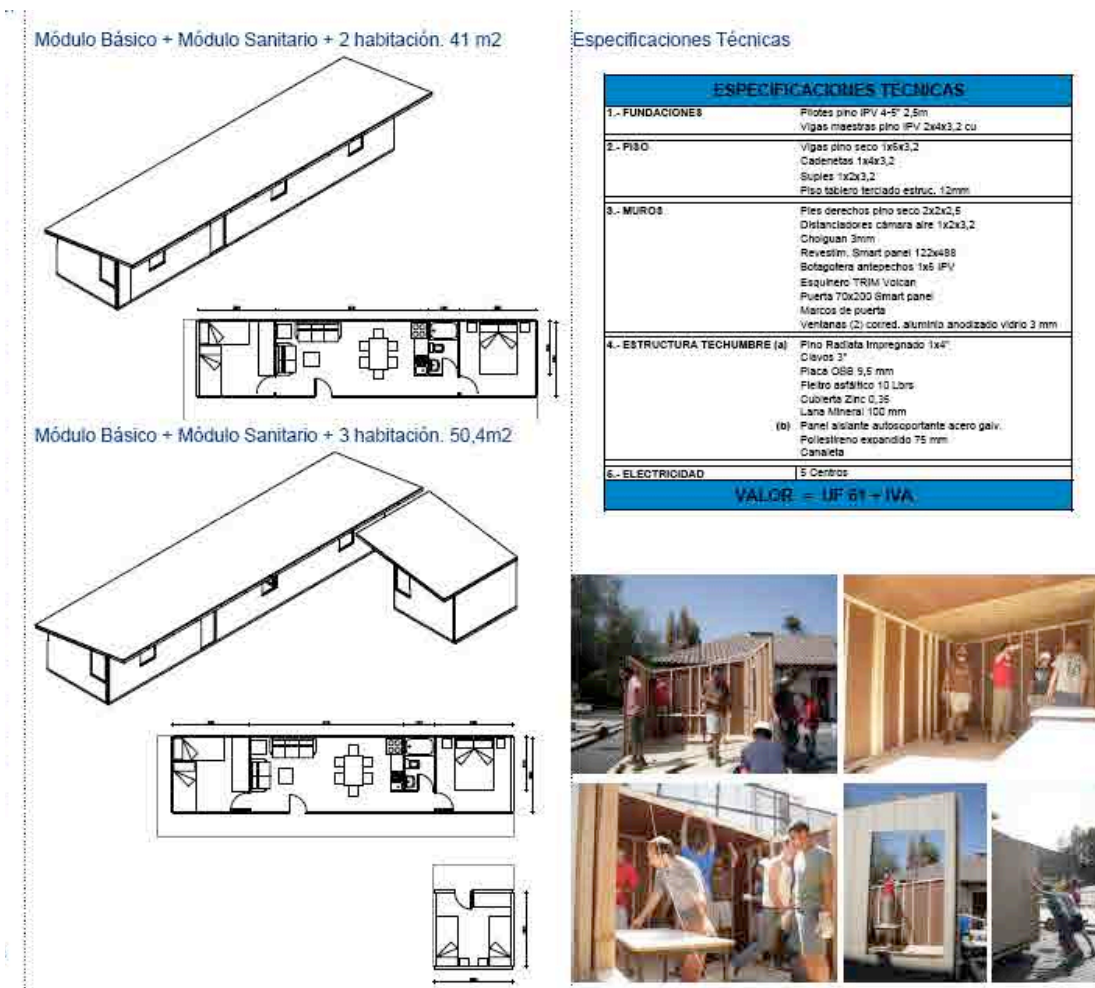 Módulo Básico + Módulo Sanitario + 2 habitación. 41 m2
Módulo Básico + Módulo Sanitario + 3 habitación. 50,4m2
Especificaciones Técnicas
ESPECIFICACIONES TECNICAS
1.- FUNDACIONES Pilotes pino IPV 4-5" 2,5m
Vigas maestras pino IPV 2x4x3,2 cu
2.- PISO Vigas pino seco 1x5x3,2
Cadenetas 1x4x3,2
Suples 1x2x3,2
Piso tablero terciado estruc. 12mm
3.- MUROS Pies derechos pino seco 2x2x2,5
Distanciadores cámara aire 1x2x3,2
Cholguan 3mm
Revestim. Smart panel 122x488
Botagotera antepechos 1x5 IPV
Esquinero TRIM Volcan
Puerta 70x200 Smart panel
Marcos de puerta
Ventanas (2) corred. aluminio anodizado vidrio 3 mm
4.- ESTRUCTURA TECHUMBRE (a) Pino Radiata Impregnado 1x4"
Clavos 3"
Placa OSB 9,5 mm
Fieltro asfáltico 10 Lbrs
Cubierta Zinc 0,35
Lana Mineral 100 mm
(b) Panel aislante autosoportante acero galv.
Poliestireno expandido 75 mm
Canaleta
5.- ELECTRICIDAD 5 Centros
VALOR = UF 61 + IVA